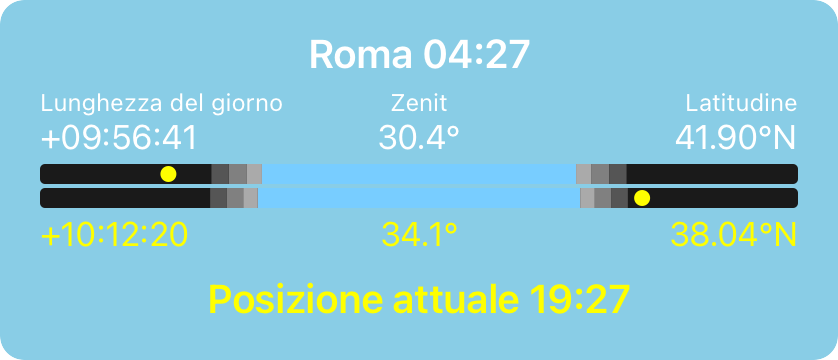 Roma 04:27
Lunghezza del giorno Zenit Latitudine
+09:56:41 30.4° 41.90°N
+10:12:20 34.1° 38.04°N
Posizione attuale 19:27